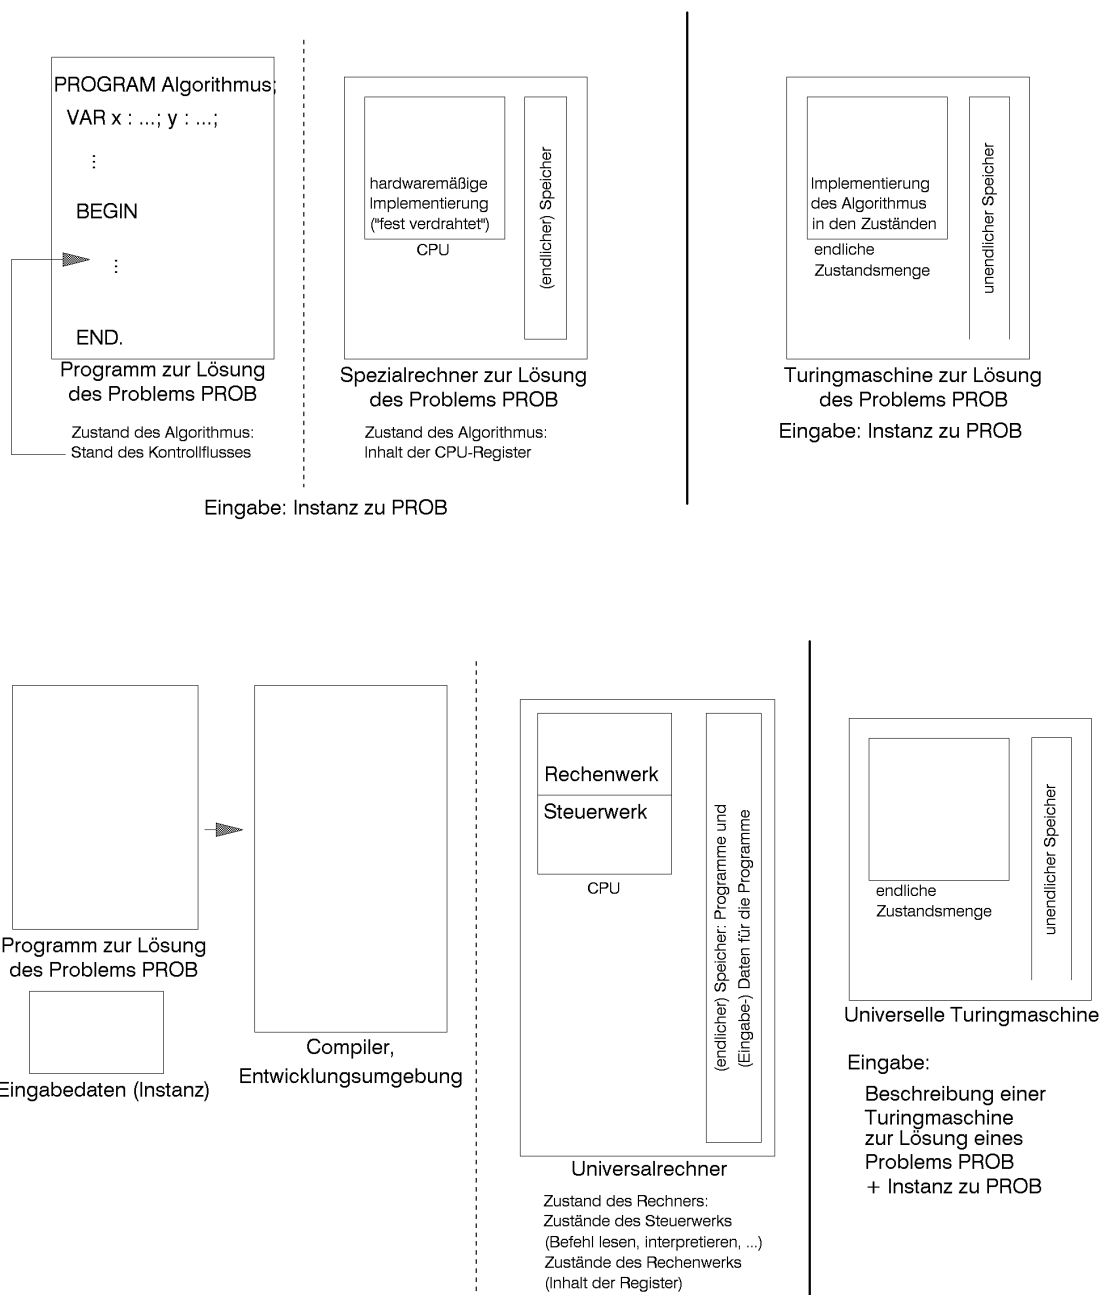 PROGRAM Algorithmus;
VAR x : ...; y : ...;
⋮
BEGIN
⋮
END.
Programm zur Lösung
des Problems PROB
Zustand des Algorithmus:
Stand des Kontrollflusses
hardwaremäßige
Implementierung
("fest verdrahtet")
CPU
(endlicher) Speicher
Spezialrechner zur Lösung
des Problems PROB
Zustand des Algorithmus:
Inhalt der CPU-Register
Eingabe: Instanz zu PROB
Implementierung
des Algorithmus
in den Zuständen
endliche
Zustandsmenge
unendlicher Speicher
Turingmaschine zur Lösung
des Problems PROB
Eingabe: Instanz zu PROB
Programm zur Lösung
des Problems PROB
Eingabedaten (Instanz)
Compiler,
Entwicklungsumgebung
Rechenwerk
Steuerwerk
CPU
(endlicher) Speicher: Programme und
(Eingabe-) Daten für die Programme
Universalrechner
Zustand des Rechners:
Zustände des Steuerwerks
(Befehl lesen, interpretieren, ...)
Zustände des Rechenwerks
(Inhalt der Register)
endliche
Zustandsmenge
unendlicher Speicher
Universelle Turingmaschine
Eingabe:
Beschreibung einer
Turingmaschine
zur Lösung eines
Problems PROB
+ Instanz zu PROB